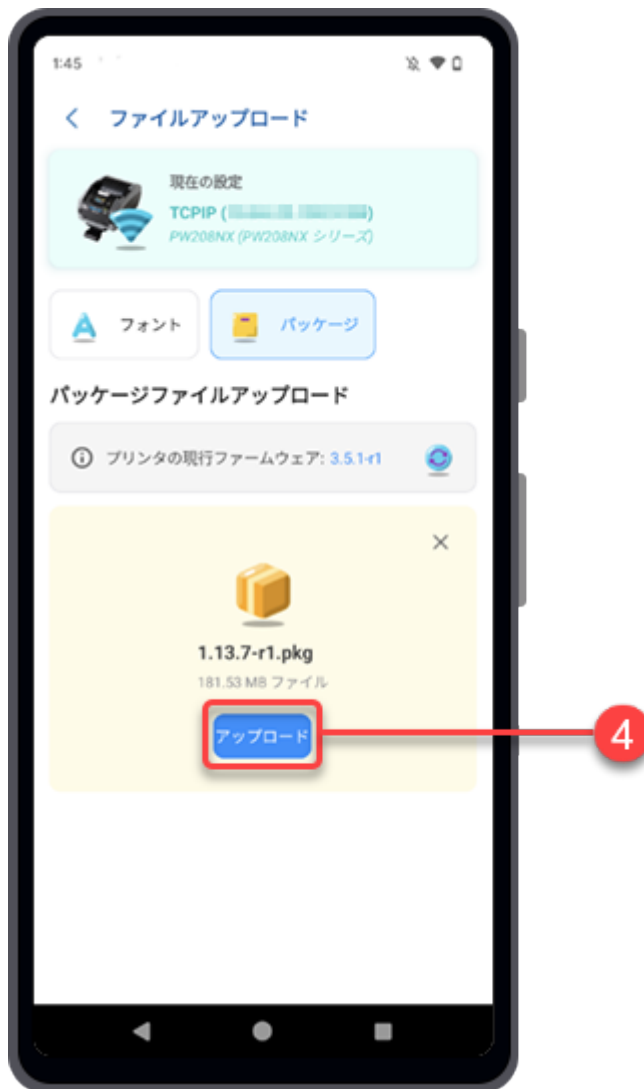 1:45
ファイルアップロード
現在の設定
TCPIP ( )
PW208NX (PW208NX シリーズ)
フォント
パッケージ
パッケージファイルアップロード
プリンタの現行ファームウェア: 3.5.1-r1
1.13.7-r1.pkg
181.53 MB ファイル
アップロード
4